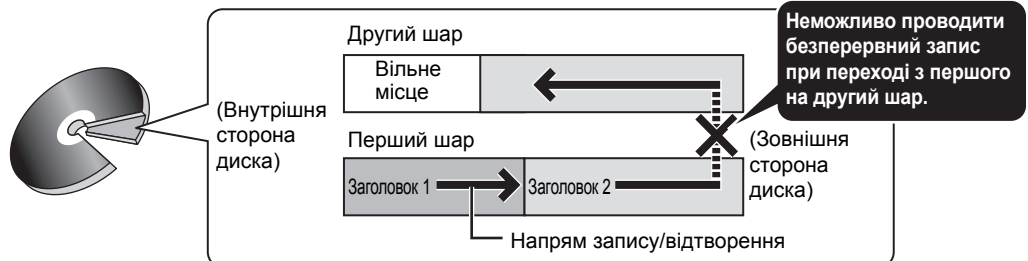 Неможливо проводити
безперервний запис
при переході з першого
на другий шар.
Другий шар
Вільне
місце
(Внутрішня
сторона
диска)
Перший шар
(Зовнішня
сторона
диска)
Заголовок 1
Заголовок 2
Напрям запису/відтворення